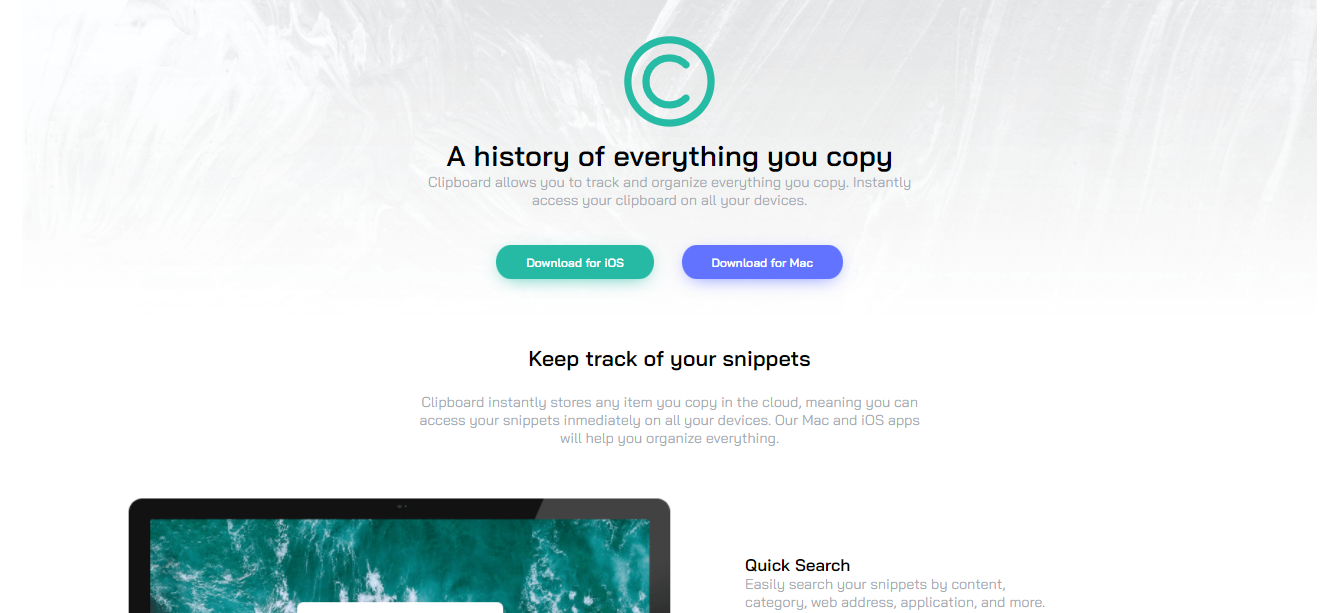 A history of everything you copy
Clipboard allows you to track and organize everything you copy. Instantly
access your clipboard on all your devices.
Download for iOS
Download for Mac
Keep track of your snippets
Clipboard instantly stores any item you copy in the cloud, meaning you can
access your snippets inmediately on all your devices. Our Mac and iOS apps
will help you organize everything.
Quick Search
Easily search your snippets by content,
category, web address, application, and more.